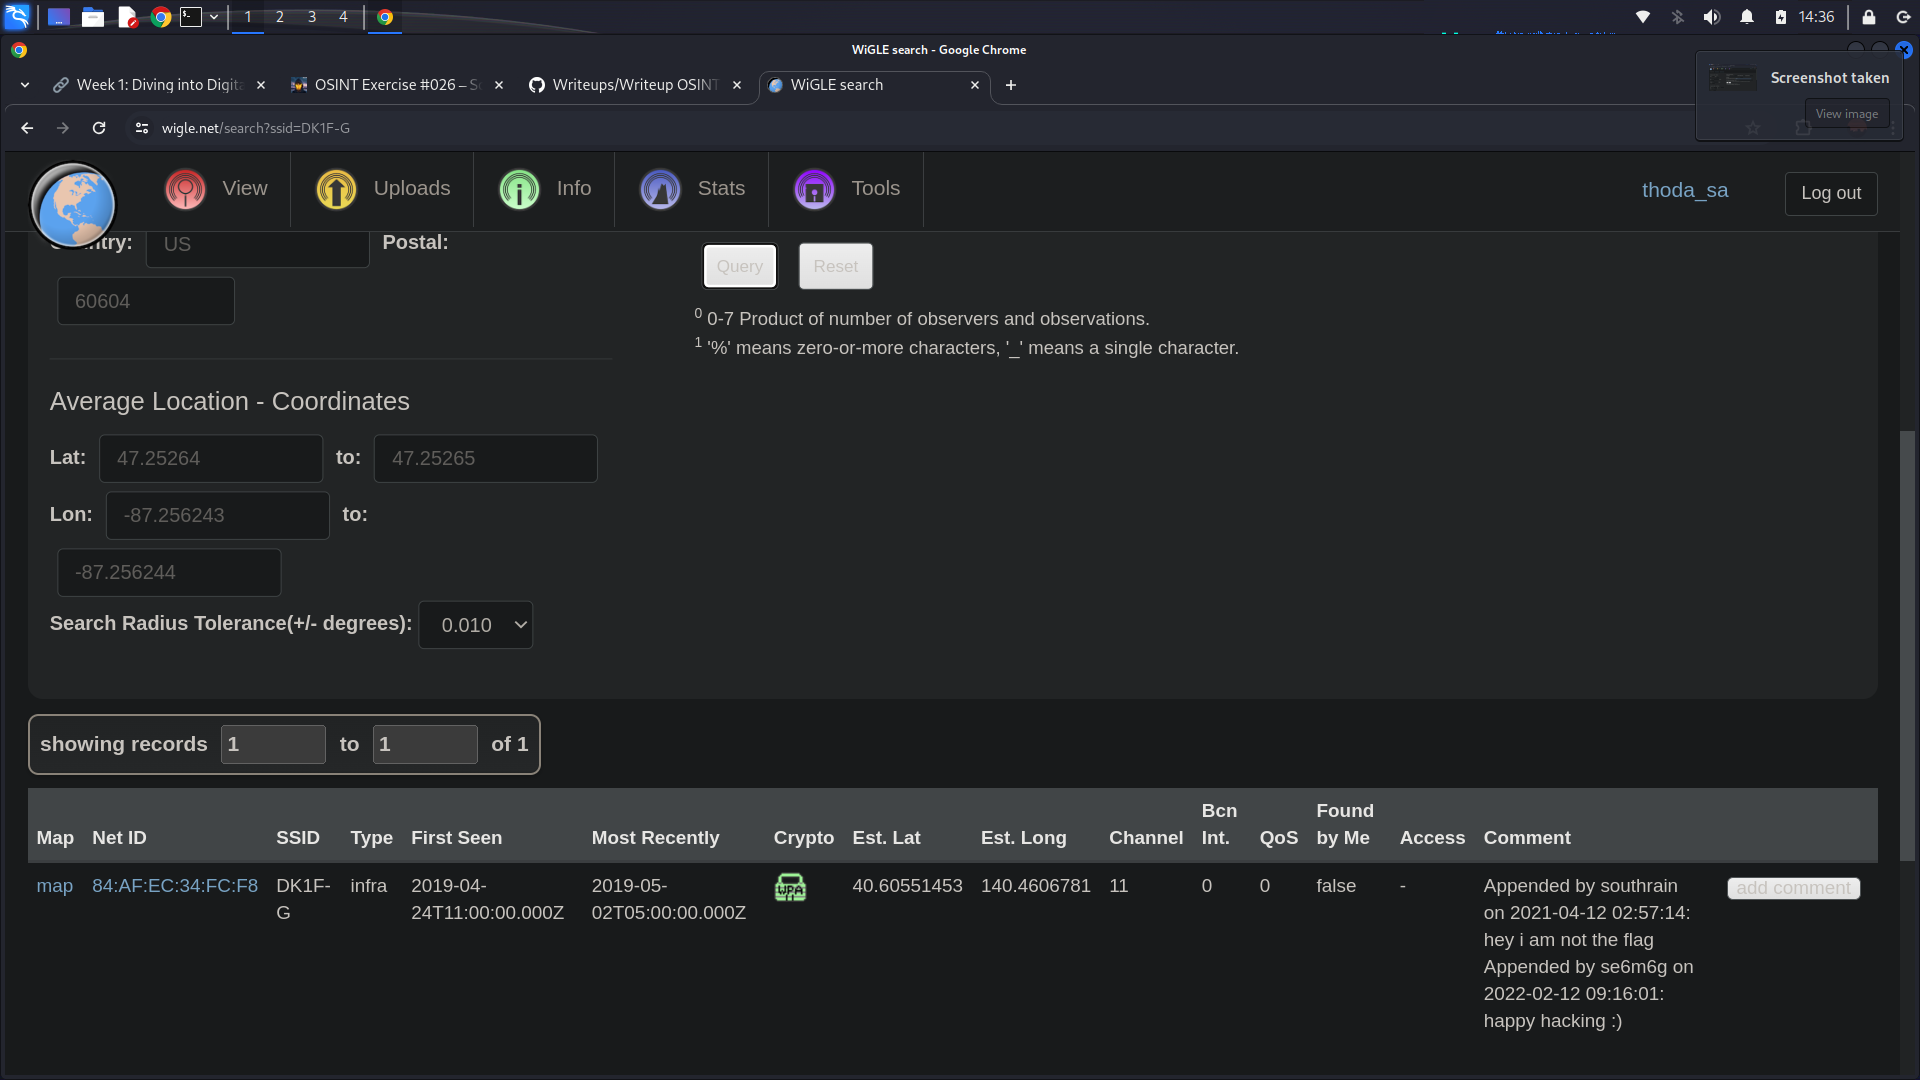 1 2 3 4 14:36
WiGLE search - Google Chrome
Week 1: Diving into Digita OSINT Exercise #026 – So Writeups/Writeup OSINT WiGLE search
Screenshot taken
View image
wigle.net/search?ssid=DK1F-G
View Uploads Info Stats Tools thoda_sa Log out
Country: US Postal:
60604
Query Reset
0 0-7 Product of number of observers and observations.
1 '%' means zero-or-more characters, '_' means a single character.
Average Location - Coordinates
Lat: 47.25264 to: 47.25265
Lon: -87.256243 to:
-87.256244
Search Radius Tolerance(+/- degrees): 0.010
showing records 1 to 1 of 1
Map Net ID SSID Type First Seen Most Recently Crypto Est. Lat Est. Long Channel Bcn Int. QoS Found by Me Access Comment
map 84:AF:EC:34:FC:F8 DK1F-G infra 2019-04-24T11:00:00.000Z 2019-05-02T05:00:00.000Z WPA 40.60551453 140.4606781 11 0 0 false - Appended by southrain
on 2021-04-12 02:57:14:
hey i am not the flag
Appended by se6m6g on
2022-02-12 09:16:01:
happy hacking :)
add comment